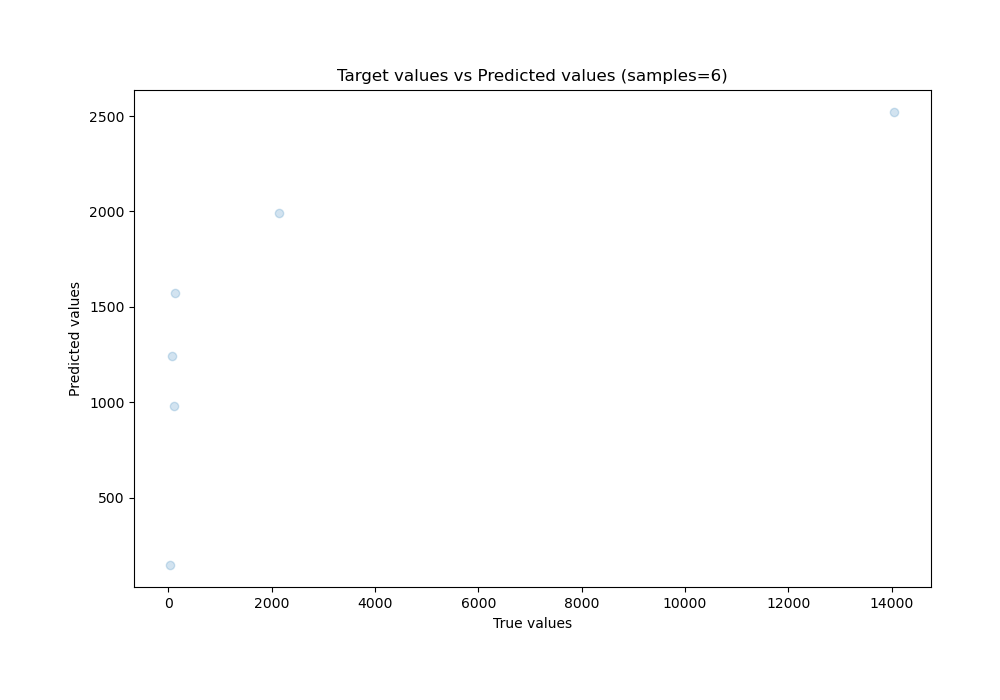 Target values vs Predicted values (samples=6)
2500
2000
1500
1000
500
Predicted values
0 2000 4000 6000 8000 10000 12000 14000
True values